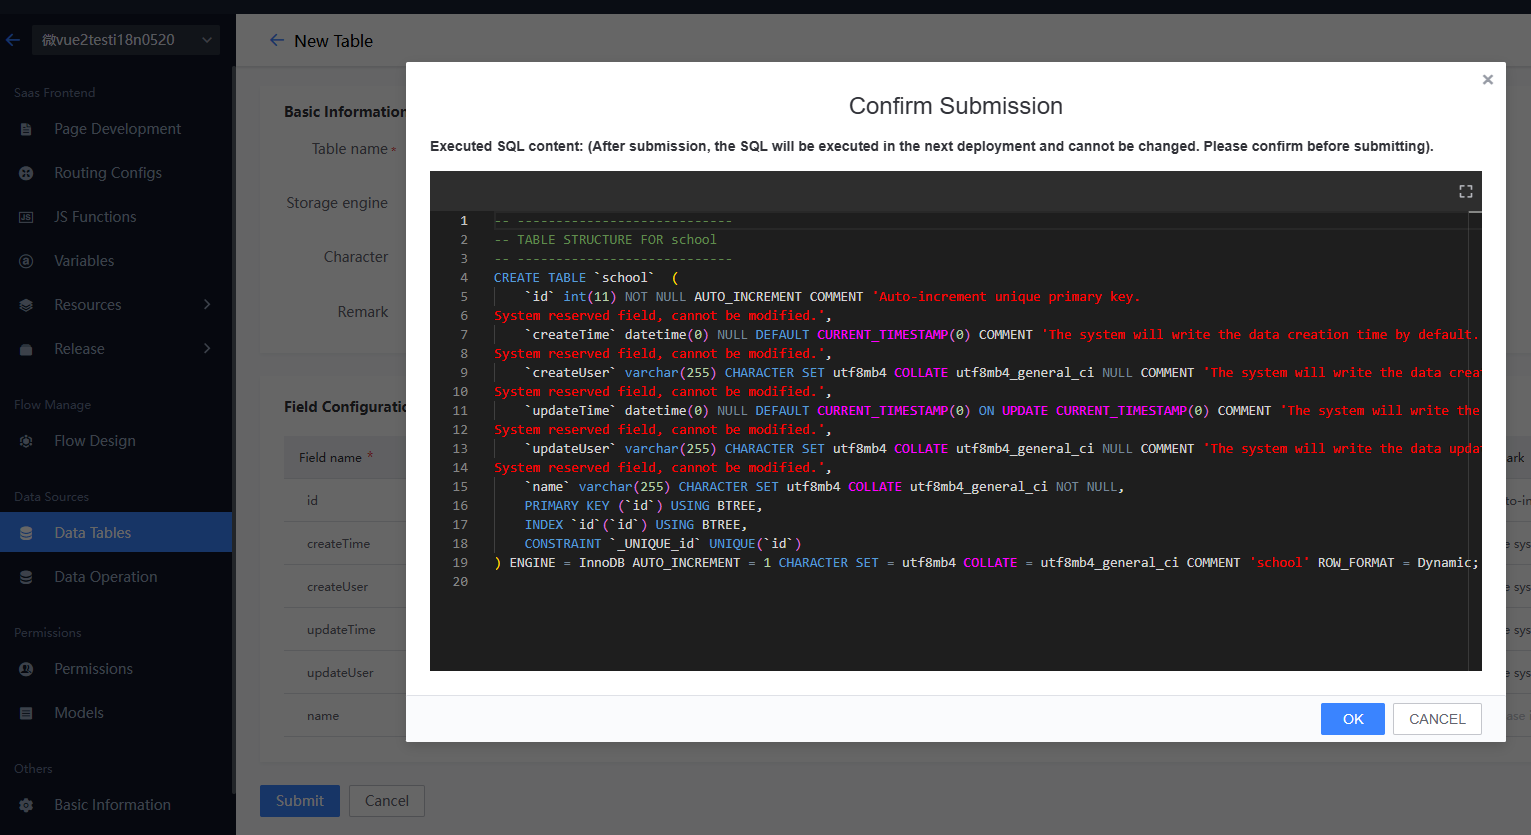 微vue2testi18n0520
New Table
Saas Frontend
Page Development
Routing Configs
JS Functions
Variables
Resources
Release
Flow Manage
Flow Design
Data Sources
Data Tables
Data Operation
Permissions
Permissions
Models
Others
Basic Information
Basic Information
Table name *
Storage engine
Character
Remark
Field Configuratio
Field name *
id
createTime
createUser
updateTime
updateUser
name
Submit
Cancel
Confirm Submission
Executed SQL content: (After submission, the SQL will be executed in the next deployment and cannot be changed. Please confirm before submitting).
1 -- ----------------------------
2 -- TABLE STRUCTURE FOR school
3 -- ----------------------------
4 CREATE TABLE `school`  (
5     `id` int(11) NOT NULL AUTO_INCREMENT COMMENT 'Auto-increment unique primary key.
6 System reserved field, cannot be modified.',
7     `createTime` datetime(0) NULL DEFAULT CURRENT_TIMESTAMP(0) COMMENT 'The system will write the data creation time by default.
8 System reserved field, cannot be modified.',
9     `createUser` varchar(255) CHARACTER SET utf8mb4 COLLATE utf8mb4_general_ci NULL COMMENT 'The system will write the data crea
10 System reserved field, cannot be modified.',
11     `updateTime` datetime(0) NULL DEFAULT CURRENT_TIMESTAMP(0) ON UPDATE CURRENT_TIMESTAMP(0) COMMENT 'The system will write the
12 System reserved field, cannot be modified.',
13     `updateUser` varchar(255) CHARACTER SET utf8mb4 COLLATE utf8mb4_general_ci NULL COMMENT 'The system will write the data upda
14 System reserved field, cannot be modified.',
15     `name` varchar(255) CHARACTER SET utf8mb4 COLLATE utf8mb4_general_ci NOT NULL,
16     PRIMARY KEY (`id`) USING BTREE,
17     INDEX `id`(`id`) USING BTREE,
18     CONSTRAINT `_UNIQUE_id` UNIQUE(`id`)
19 ) ENGINE = InnoDB AUTO_INCREMENT = 1 CHARACTER SET = utf8mb4 COLLATE = utf8mb4_general_ci COMMENT 'school' ROW_FORMAT = Dynamic;
20
OK
CANCEL